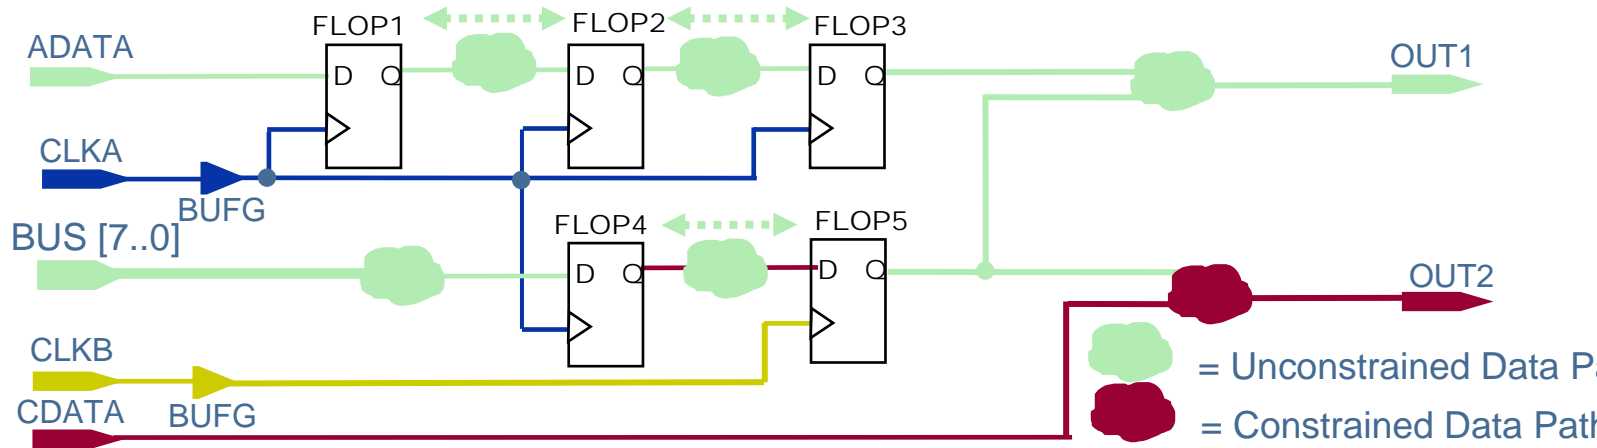 FLOP1
FLOP2
FLOP3
ADATA
OUT1
D Q
D Q
D Q
CLKA
BUFG
FLOP4
FLOP5
BUS [7..0]
D Q
D Q
OUT2
CLKB
= Unconstrained Data Pa
CDATA
BUFG
= Constrained Data Path